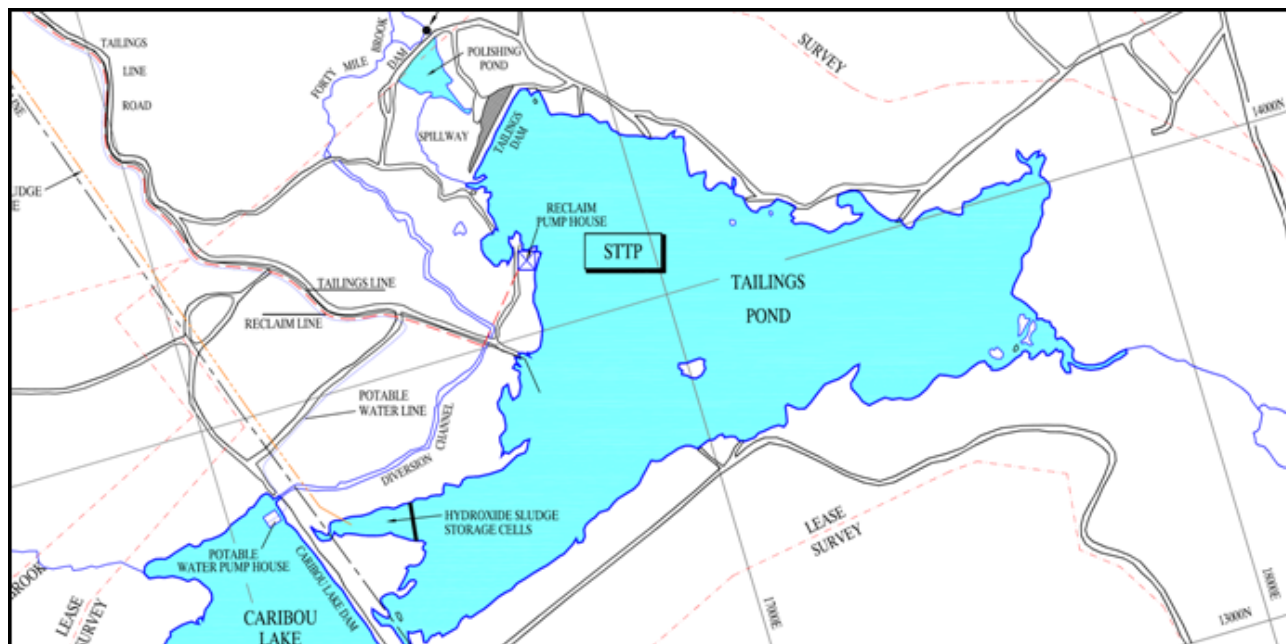 TAILINGS
LINE
ROAD
FORTY MILE BROOK
DAM
POLISHING
POND
SURVEY
SPILLWAY
TAILINGS
DAM
14000N
RECLAIM
PUMP HOUSE
STTP
TAILINGS LINE
TAILINGS
POND
RECLAIM LINE
POTABLE
WATER LINE
DIVERSION CHANNEL
HYDROXIDE SLUDGE
STORAGE CELLS
LEASE
SURVEY
POTABLE
WATER PUMP HOUSE
CARIBOU LAKE DAM
BROOK
LEASE
SURVEY
CARIBOU
LAKE
17000E
18000E
13000N